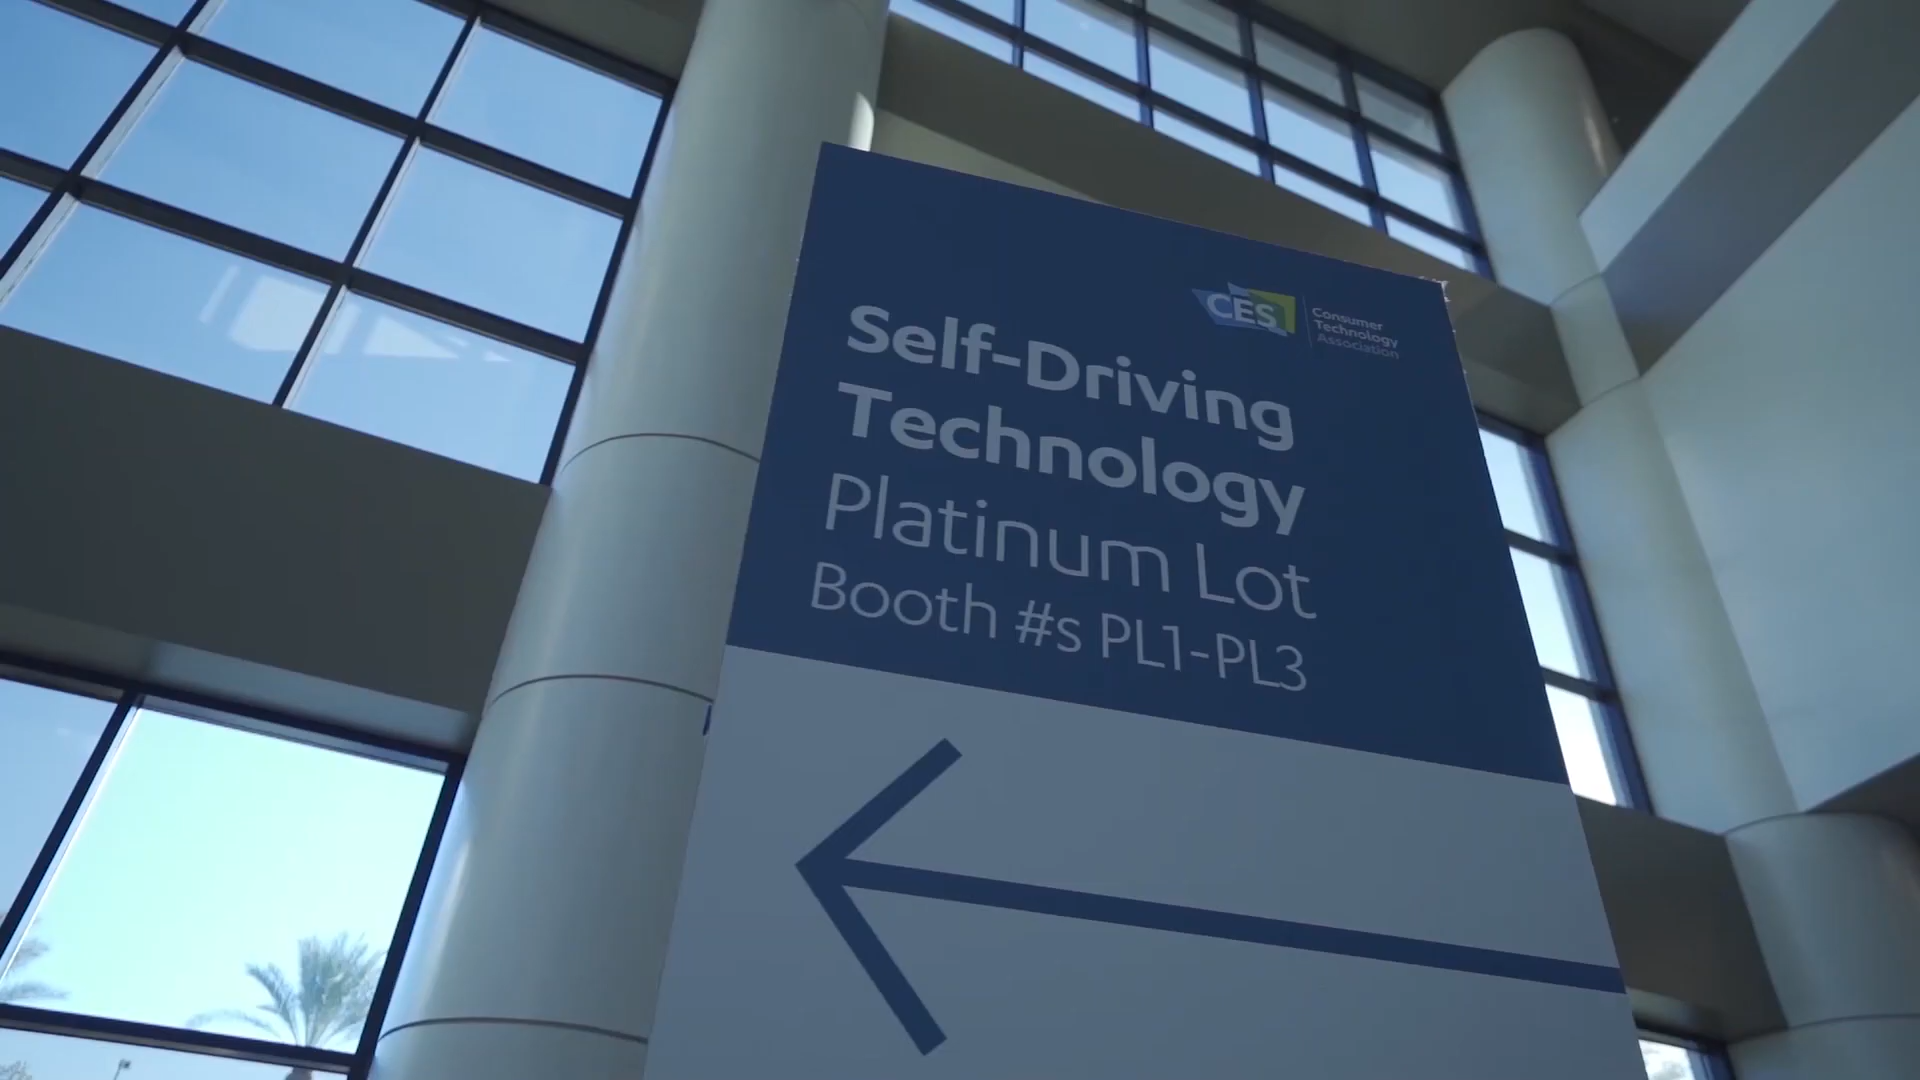 CES
Consumer
Technology
Association
Self-Driving
Technology
Platinum Lot
Booth #s PL1-PL3